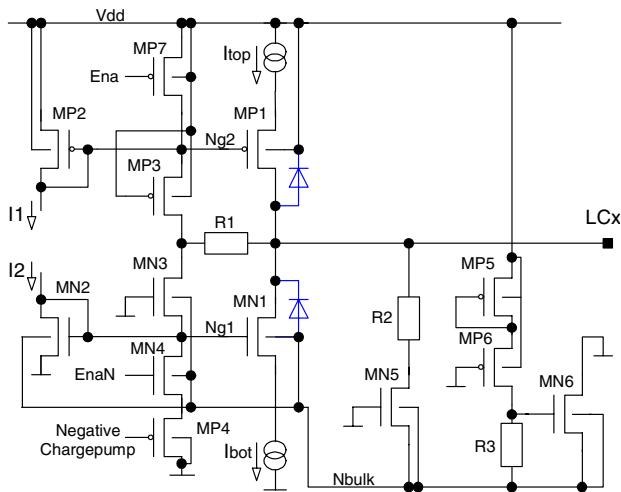 Vdd
MP7
Itop
Ena
MP2
MP1
Ng2
MP3
I1
R1
LCx
I2
MN3
MN2
MN1
MP5
R2
Ng1
MP6
MN4
MN5
MN6
EnaN
Negative
Chargepump
MP4
R3
Ibot
Nbulk